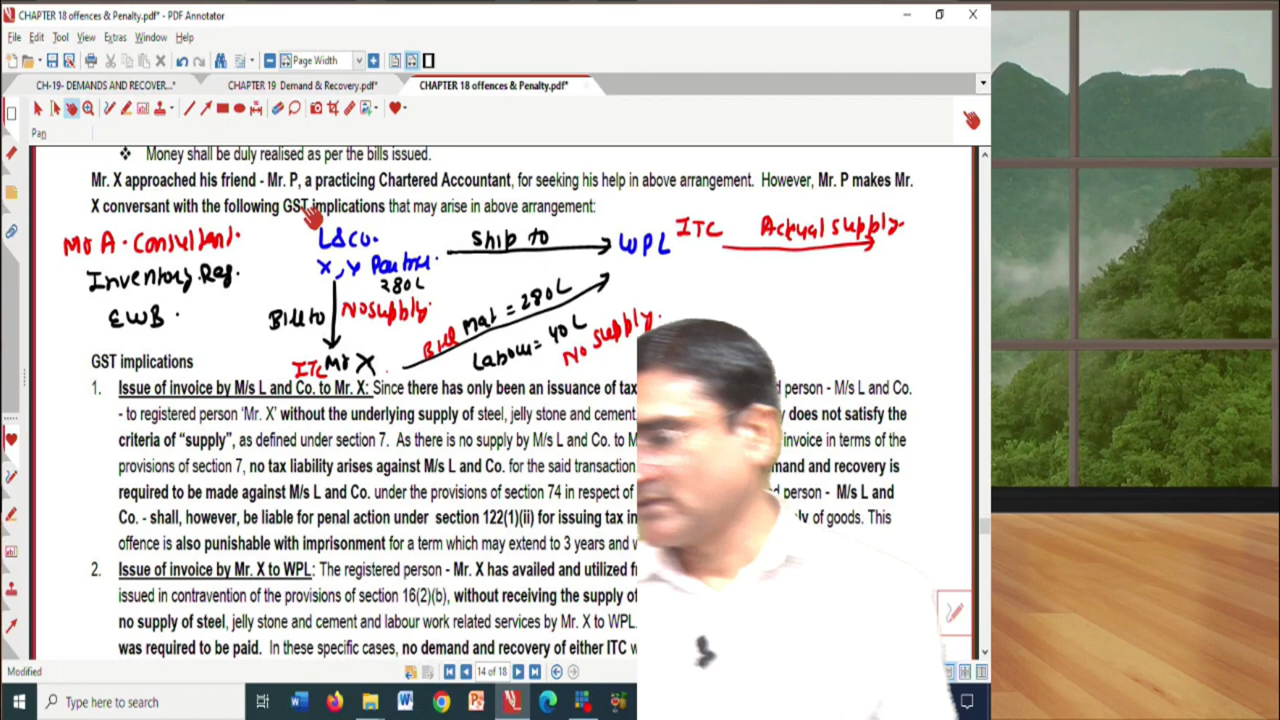 CHAPTER 18 offences & Penalty.pdf* - PDF Annotator
File Edit Tool View Extras Window Help
Page Width
CH-19- DEMANDS AND RECOVER...* CHAPTER 19 Demand & Recovery.pdf* CHAPTER 18 offences & Penalty.pdf*
Pan
❖ Money shall be duly realised as per the bills issued.
Mr. X approached his friend - Mr. P, a practicing Chartered Accountant, for seeking his help in above arrangement. However, Mr. P makes Mr.
X conversant with the following GST implications that may arise in above arrangement:
Mr A. Consultant.
Inventory Reg.
EWB.
L&Co.
X, Y Partner.
280L
Ship to
WPL
ITC Actual supply
Bill to
No supply.
Bill Mat = 280L
Labour = 40L
No supply.
ITC Mr X
GST implications
1. Issue of invoice by M/s L and Co. to Mr. X: Since there has only been an issuance of tax d person - M/s L and Co.
- to registered person 'Mr. X' without the underlying supply of steel, jelly stone and cement y does not satisfy the
criteria of "supply", as defined under section 7. As there is no supply by M/s L and Co. to M invoice in terms of the
provisions of section 7, no tax liability arises against M/s L and Co. for the said transaction mand and recovery is
required to be made against M/s L and Co. under the provisions of section 74 in respect of d person - M/s L and
Co. - shall, however, be liable for penal action under section 122(1)(ii) for issuing tax in ly of goods. This
offence is also punishable with imprisonment for a term which may extend to 3 years and w
2. Issue of invoice by Mr. X to WPL: The registered person - Mr. X has availed and utilized f
issued in contravention of the provisions of section 16(2)(b), without receiving the supply of
no supply of steel, jelly stone and cement and labour work related services by Mr. X to WPL.
was required to be paid. In these specific cases, no demand and recovery of either ITC w
Modified 14 of 18
Type here to search